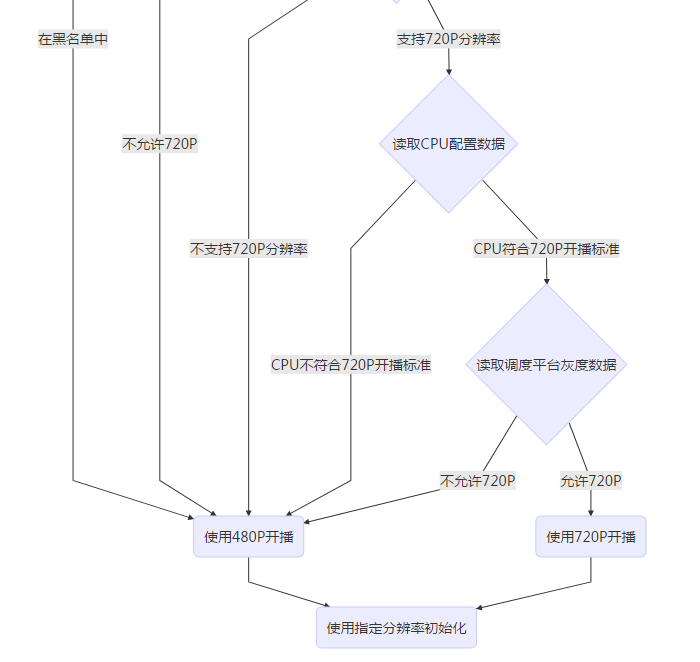 在黑名单中
支持720P分辨率
不允许720P
读取CPU配置数据
不支持720P分辨率
CPU符合720P开播标准
CPU不符合720P开播标准
读取调度平台灰度数据
不允许720P
允许720P
使用480P开播
使用720P开播
使用指定分辨率初始化